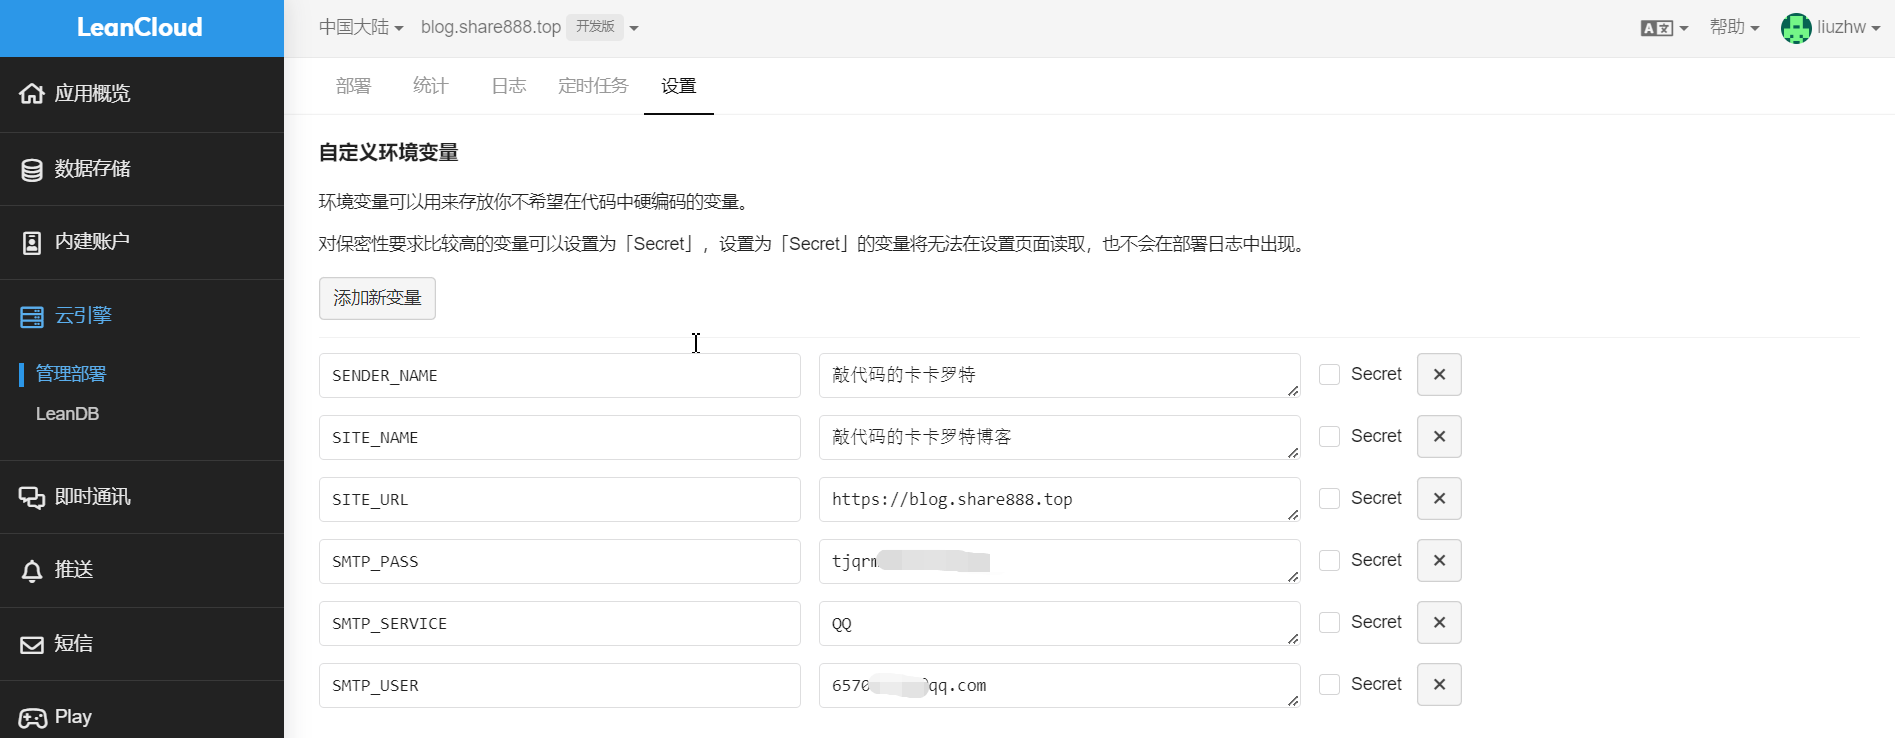 LeanCloud
中国大陆 blog.share888.top 开发版
帮助 liuzhw
应用概览
数据存储
内建账户
云引擎
管理部署
LeanDB
即时通讯
推送
短信
Play
部署 统计 日志 定时任务 设置
自定义环境变量
环境变量可以用来存放你不希望在代码中硬编码的变量。
对保密性要求比较高的变量可以设置为「Secret」，设置为「Secret」的变量将无法在设置页面读取，也不会在部署日志中出现。
添加新变量
SENDER_NAME 敲代码的卡卡罗特 Secret
SITE_NAME 敲代码的卡卡罗特博客 Secret
SITE_URL https://blog.share888.top Secret
SMTP_PASS tjqrm Secret
SMTP_SERVICE QQ Secret
SMTP_USER 6570 qq.com Secret